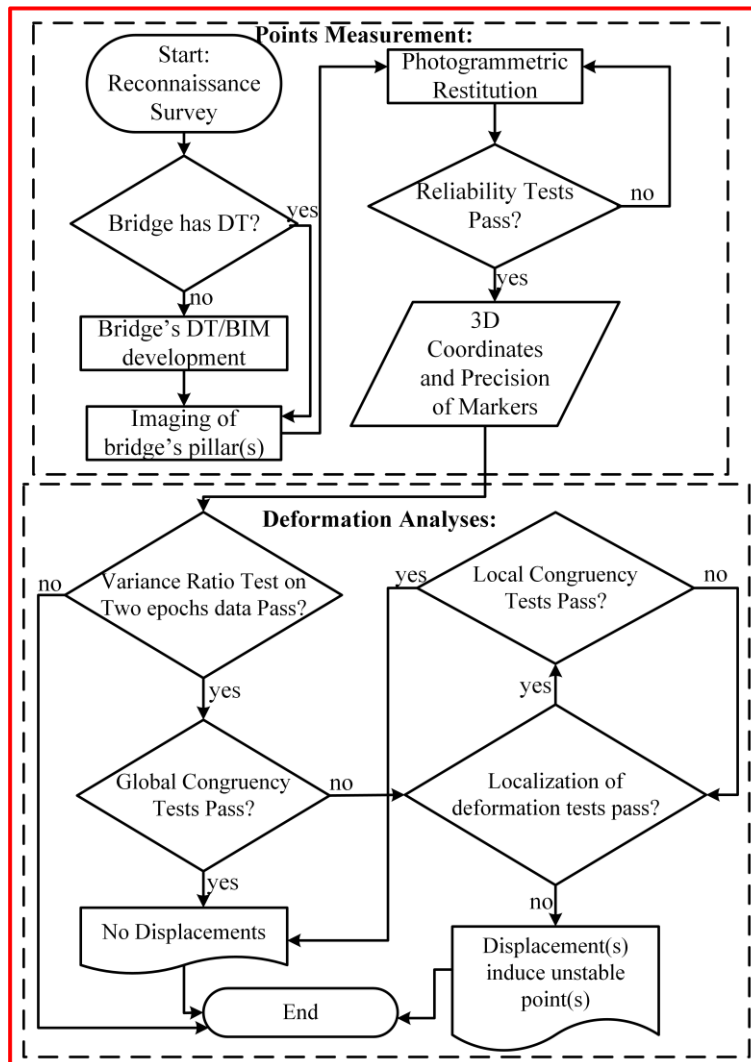 Points Measurement:
Start:
Reconnaissance
Survey
Bridge has DT?
yes
no
Bridge's DT/BIM
development
Imaging of
bridge's pillar(s)
Photogrammetric
Restitution
Reliability Tests
Pass?
no
yes
3D
Coordinates
and Precision
of Markers
Deformation Analyses:
no
Variance Ratio Test on
Two epochs data Pass?
yes
Global Congruency
Tests Pass?
no
yes
No Displacements
End
yes
Local Congruency
Tests Pass?
no
yes
Localization of
deformation tests pass?
no
Displacement(s)
induce unstable
point(s)